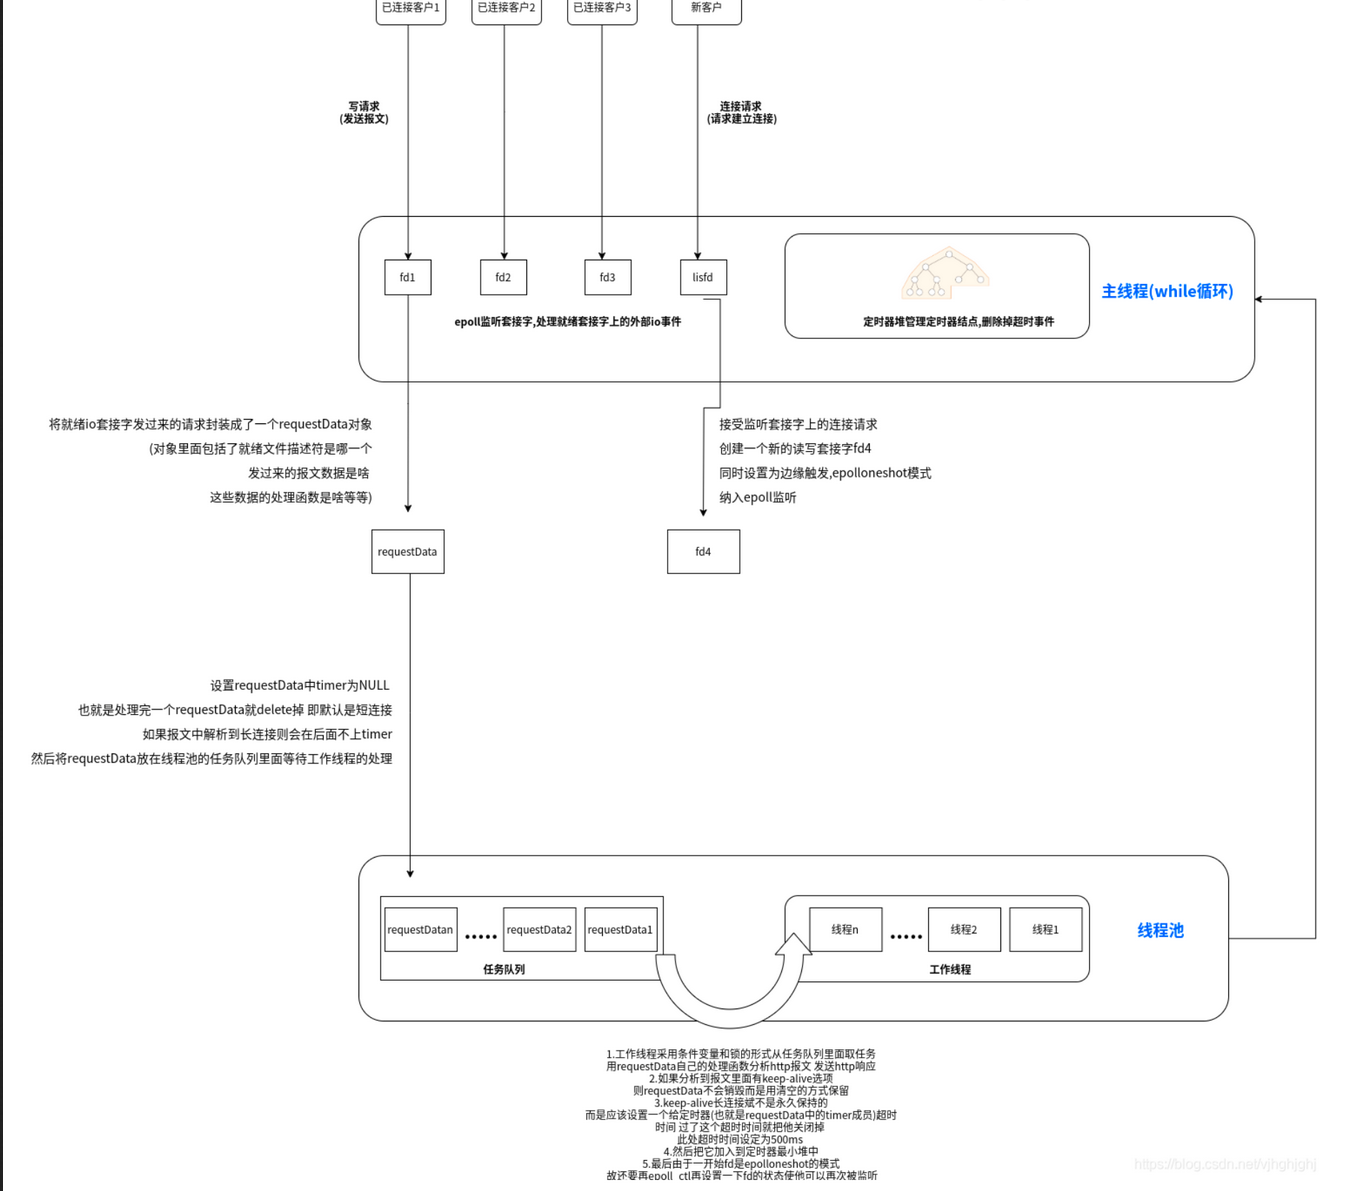 已连接客户1
已连接客户2
已连接客户3
新客户
写请求
(发送报文)
连接请求
(请求建立连接)
fd1
fd2
fd3
lisfd
epoll监听套接字,处理就绪套接字上的外部io事件
定时器堆管理定时器结点,删除掉超时事件
主线程(while循环)
将就绪io套接字发过来的请求封装成了一个requestData对象
(对象里面包括了就绪文件描述符是哪一个
发过来的报文数据是啥
这些数据的处理函数是啥等等)
接受监听套接字上的连接请求
创建一个新的读写套接字fd4
同时设置为边缘触发,epolloneshot模式
纳入epoll监听
requestData
fd4
设置requestData中timer为NULL
也就是处理完一个requestData就delete掉 即默认是短连接
如果报文中解析到长连接则会在后面不上timer
然后将requestData放在线程池的任务队列里面等待工作线程的处理
requestDatan
requestData2
requestData1
任务队列
线程n
线程2
线程1
工作线程
线程池
1.工作线程采用条件变量和锁的形式从任务队列里面取任务
用requestData自己的处理函数分析http报文 发送http响应
2.如果分析到报文里面有keep-alive选项
则requestData不会销毁而是用清空的方式保留
3.keep-alive长连接斌不是永久保持的
而是应该设置一个给定时器(也就是requestData中的timer成员)超时
时间 过了这个超时时间就把他关闭掉
此处超时时间设定为500ms
4.然后把它加入到定时器最小堆中
5.最后由于一开始fd是epolloneshot的模式
故还要再epoll_ctl再设置一下fd的状态使他可以再次被监听
https://blog.csdn.net/vjhghjghj